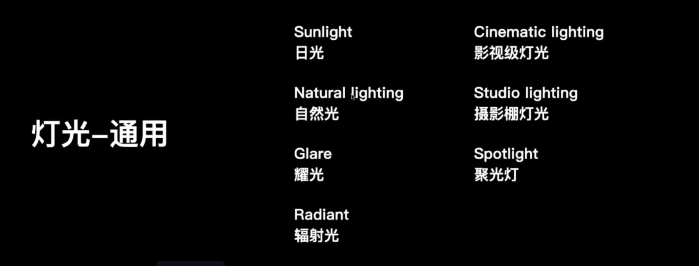 灯光–通用
Sunlight
日光
Natural lighting
自然光
Glare
耀光
Radiant
辐射光
Cinematic lighting
影视级灯光
Studio lighting
摄影棚灯光
Spotlight
聚光灯